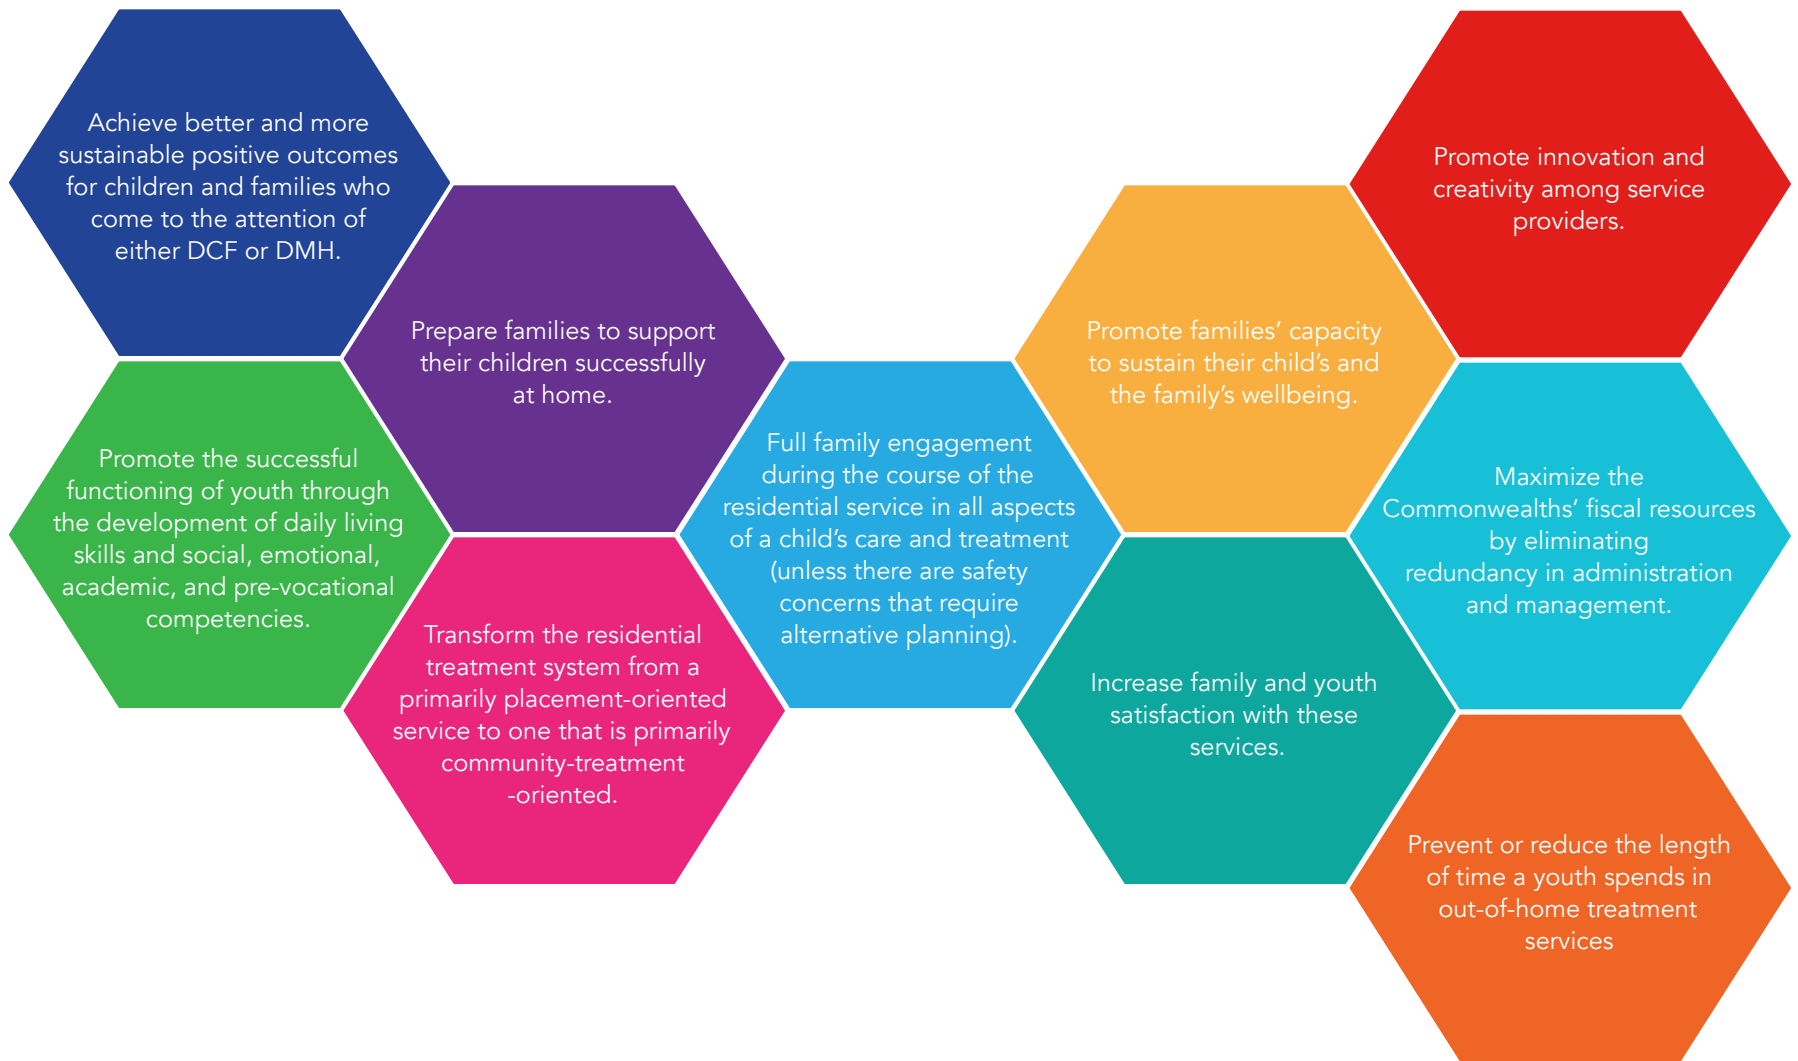 Achieve better and more
sustainable positive outcomes
for children and families who
come to the attention of
either DCF or DMH.
Promote the successful
functioning of youth through
the development of daily living
skills and social, emotional,
academic, and pre-vocational
competencies.
Prepare families to support
their children successfully
at home.
Transform the residential
treatment system from a
primarily placement-oriented
service to one that is primarily
community-treatment
-oriented.
Full family engagement
during the course of the
residential service in all aspects
of a child’s care and treatment
(unless there are safety
concerns that require
alternative planning).
Promote families’ capacity
to sustain their child’s and
the family’s wellbeing.
Increase family and youth
satisfaction with these
services.
Promote innovation and
creativity among service
providers.
Maximize the
Commonwealths’ fiscal resources
by eliminating
redundancy in administration
and management.
Prevent or reduce the length
of time a youth spends in
out-of-home treatment
services